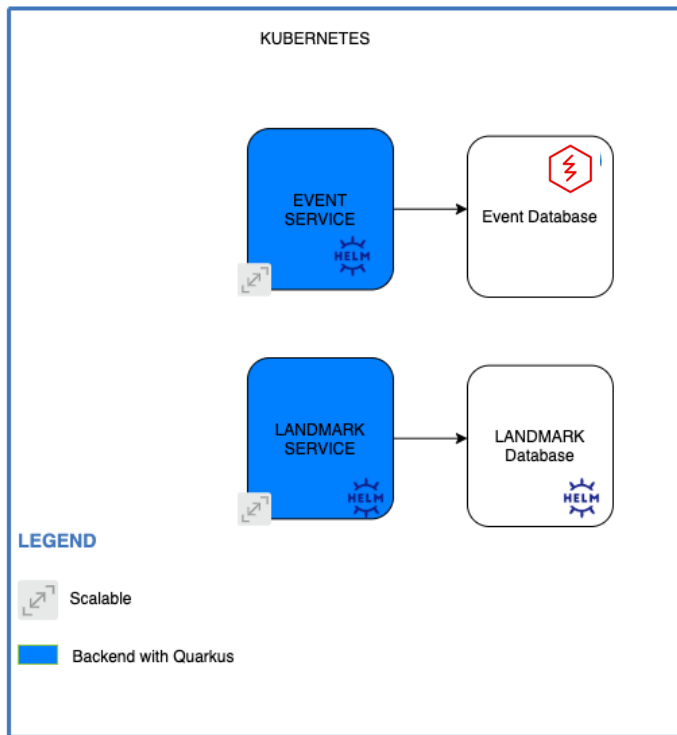 KUBERNETES
EVENT
SERVICE
HELM
Event Database
LANDMARK
SERVICE
HELM
LANDMARK
Database
HELM
LEGEND
Scalable
Backend with Quarkus